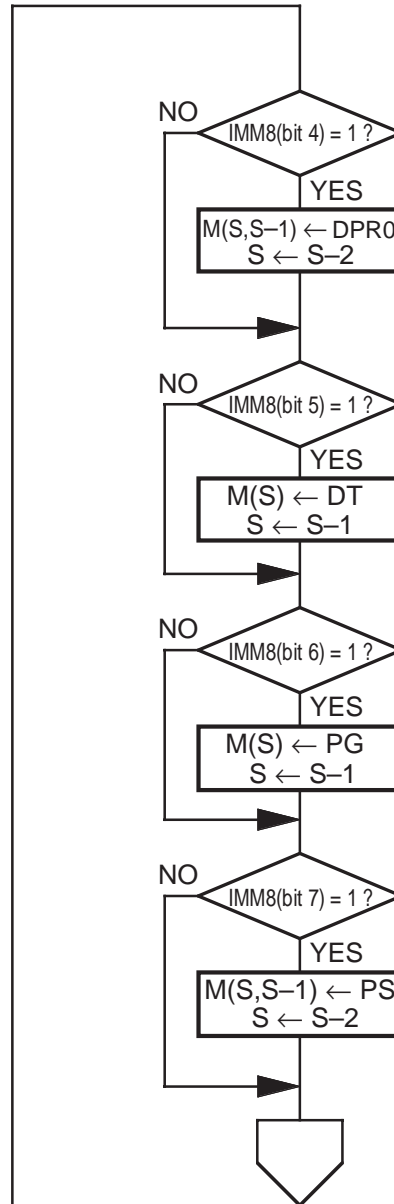 IMM8(bit 4) = 1 ?
NO
YES
M(S,S–1) ← DPR0
S ← S–2
IMM8(bit 5) = 1 ?
NO
YES
M(S) ← DT
S ← S–1
IMM8(bit 6) = 1 ?
NO
YES
M(S) ← PG
S ← S–1
IMM8(bit 7) = 1 ?
NO
YES
M(S,S–1) ← PS
S ← S–2